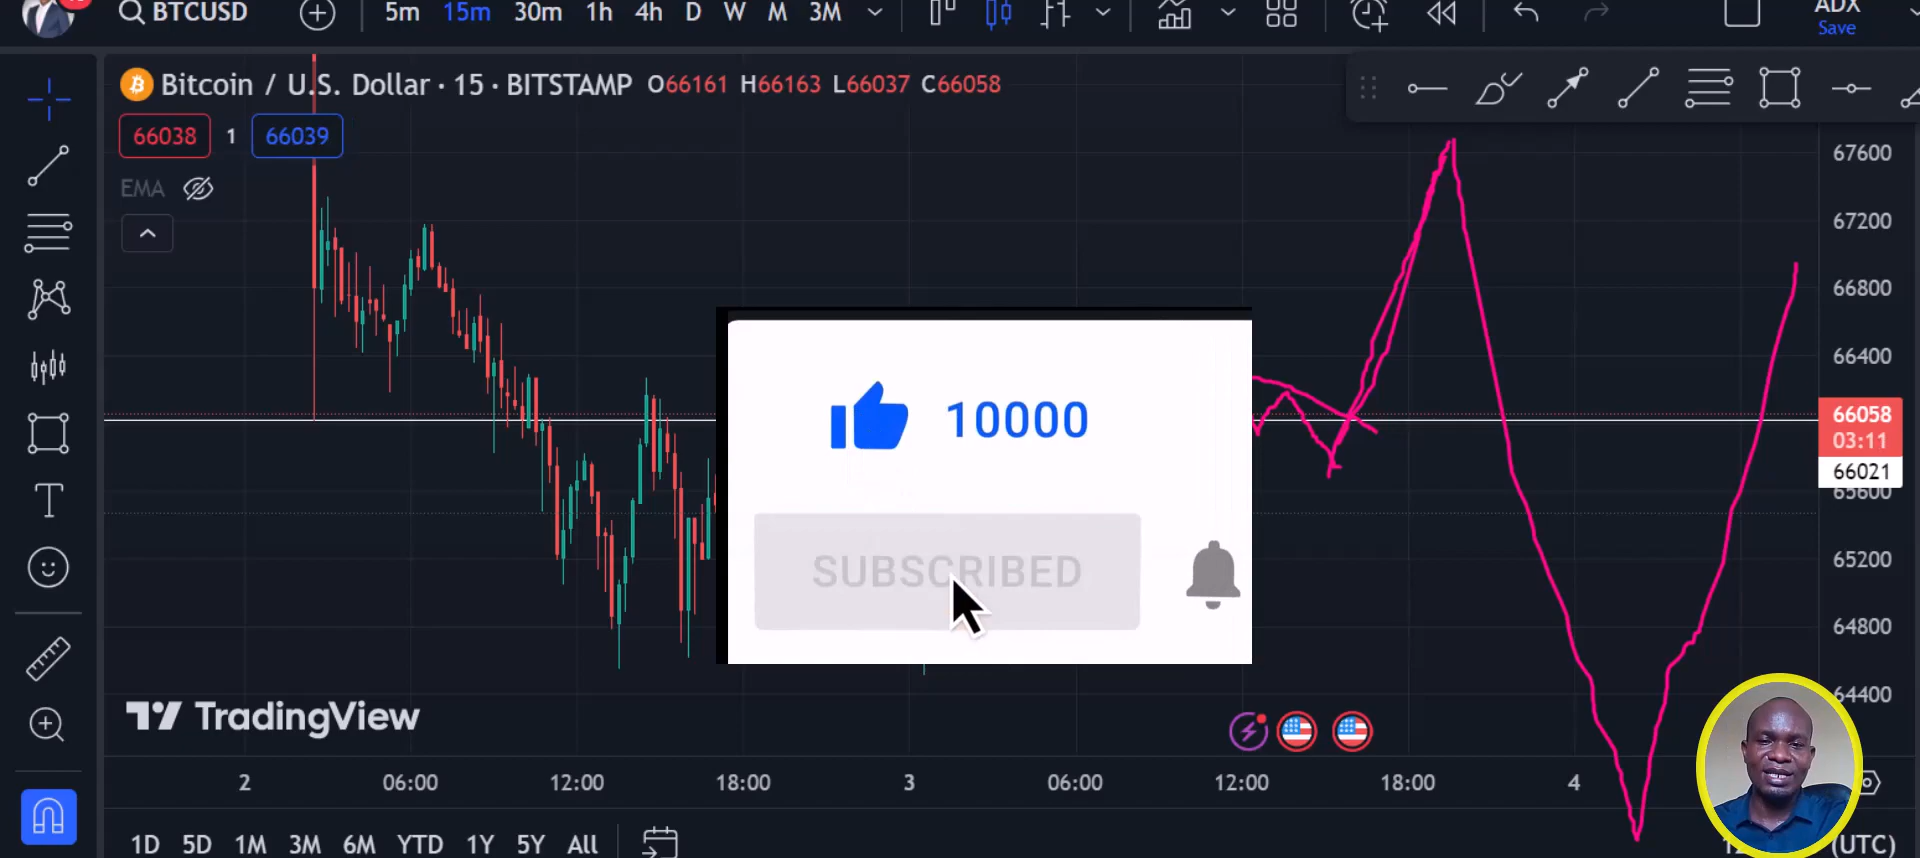 BTCUSD 5m 15m 30m 1h 4h D W M 3M ADX
Save
Bitcoin / U.S. Dollar · 15 · BITSTAMP O66161 H66163 L66037 C66058
66038 1 66039
EMA
67600
67200
66800
66400
66058
03:11
66021
65600
65200
64800
64400
10000
SUBSCRIBED
TradingView
2 06:00 12:00 18:00 3 06:00 12:00 18:00 4
1D 5D 1M 3M 6M YTD 1Y 5Y All (UTC)